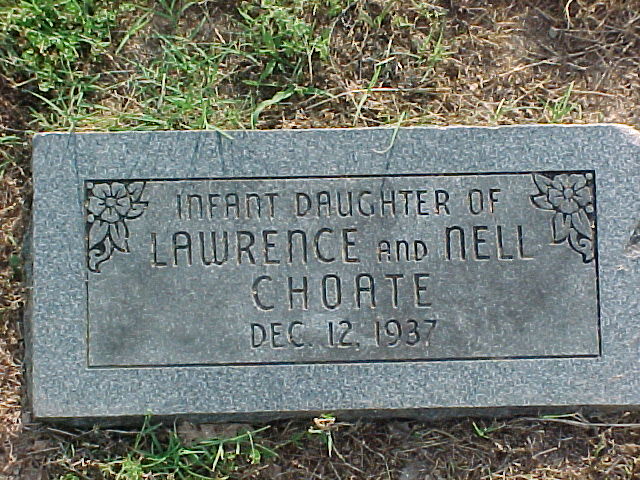 INFANT DAUGHTER OF
LAWRENCE AND NELL
CHOATE
DEC. 12, 1937